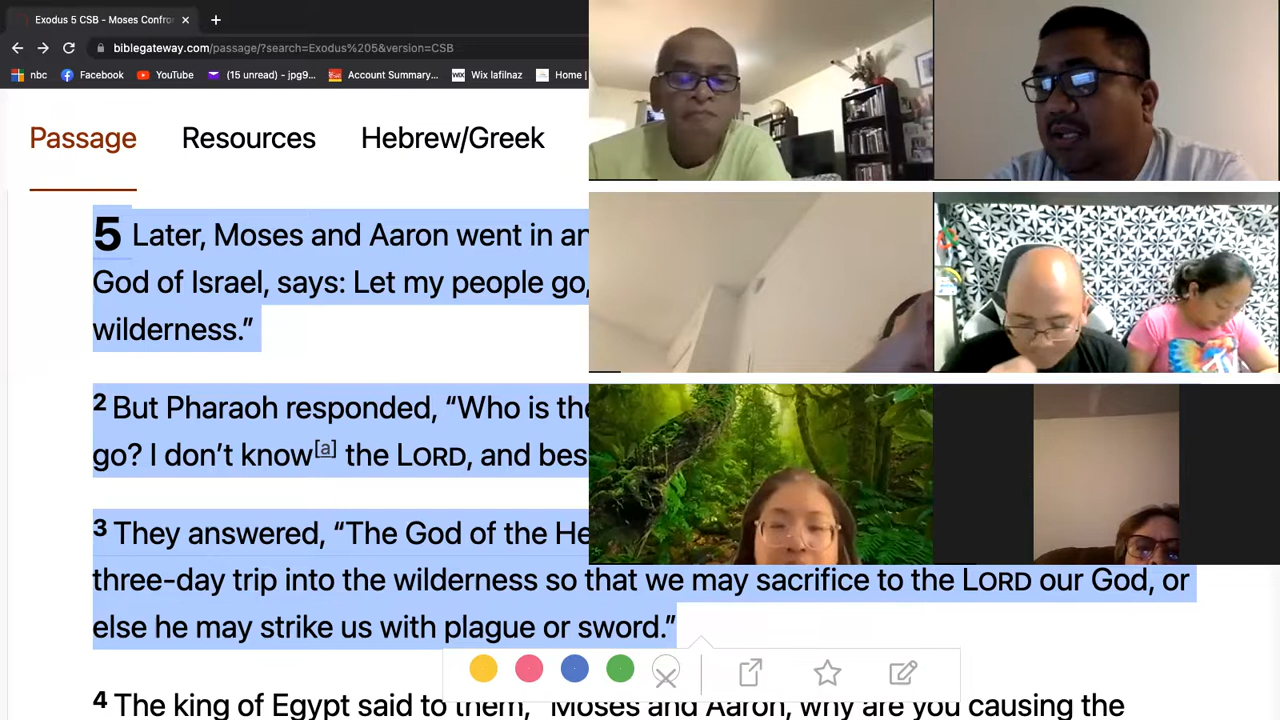 Exodus 5 CSB - Moses Confro
biblegateway.com/passage/?search=Exodus%205&version=CSB
nbc Facebook YouTube (15 unread) - jpg9... Account Summary... WIX Wix lafilnaz Home |
Passage Resources Hebrew/Greek
5 Later, Moses and Aaron went in an
God of Israel, says: Let my people go,
wilderness.”
2 But Pharaoh responded, “Who is the
go? I don’t know[a] the LORD, and bes
3 They answered, “The God of the He
three-day trip into the wilderness so that we may sacrifice to the LORD our God, or
else he may strike us with plague or sword.”
4 The king of Egypt said to them, “Moses and Aaron, why are you causing the